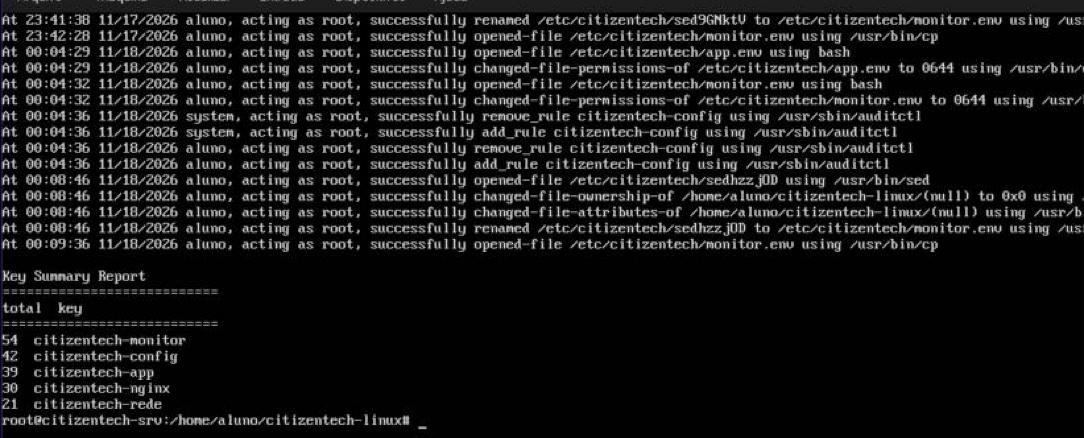 At 23:41:38 11/17/2026 aluno, acting as root, successfully renamed /etc/citizentech/sed9GNktV to /etc/citizentech/monitor.env using /us
At 23:42:28 11/17/2026 aluno, acting as root, successfully opened-file /etc/citizentech/monitor.env using /usr/bin/cp
At 00:04:29 11/18/2026 aluno, acting as root, successfully opened-file /etc/citizentech/app.env using bash
At 00:04:29 11/18/2026 aluno, acting as root, successfully changed-file-permissions-of /etc/citizentech/app.env to 0644 using /usr/bin/
At 00:04:32 11/18/2026 aluno, acting as root, successfully opened-file /etc/citizentech/monitor.env using bash
At 00:04:32 11/18/2026 aluno, acting as root, successfully changed-file-permissions-of /etc/citizentech/monitor.env to 0644 using /usr/
At 00:04:36 11/18/2026 system, acting as root, successfully remove_rule citizentech-config using /usr/sbin/auditctl
At 00:04:36 11/18/2026 system, acting as root, successfully add_rule citizentech-config using /usr/sbin/auditctl
At 00:04:36 11/18/2026 aluno, acting as root, successfully remove_rule citizentech-config using /usr/sbin/auditctl
At 00:04:36 11/18/2026 aluno, acting as root, successfully add_rule citizentech-config using /usr/sbin/auditctl
At 00:08:46 11/18/2026 aluno, acting as root, successfully opened-file /etc/citizentech/sedhzzjOD using /usr/bin/sed
At 00:08:46 11/18/2026 aluno, acting as root, successfully changed-file-ownership-of /home/aluno/citizentech-linux/(null) to 0x0 using
At 00:08:46 11/18/2026 aluno, acting as root, successfully changed-file-attributes-of /home/aluno/citizentech-linux/(null) using /usr/b
At 00:08:46 11/18/2026 aluno, acting as root, successfully renamed /etc/citizentech/sedhzzjOD to /etc/citizentech/monitor.env using /us
At 00:09:36 11/18/2026 aluno, acting as root, successfully opened-file /etc/citizentech/monitor.env using /usr/bin/cp
Key Summary Report
===========================
total key
===========================
54 citizentech-monitor
42 citizentech-config
39 citizentech-app
30 citizentech-nginx
21 citizentech-rede
root@citizentech-srv:/home/aluno/citizentech-linux# _